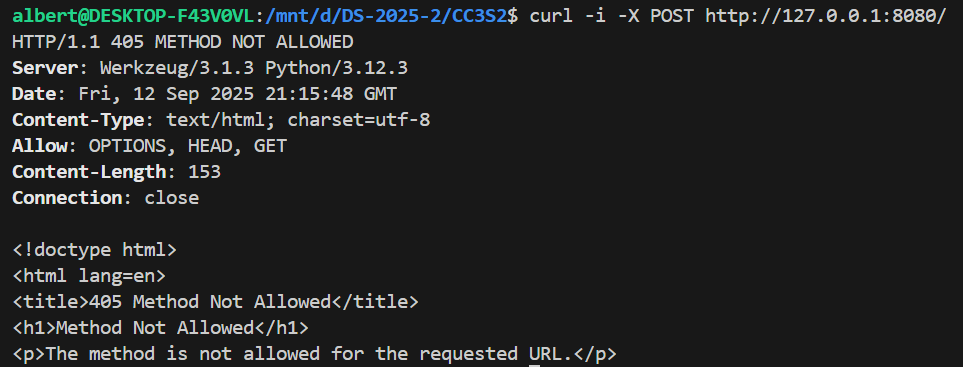 albert@DESKTOP-F43V0VL:/mnt/d/DS-2025-2/CC3S2$ curl -i -X POST http://127.0.0.1:8080/
HTTP/1.1 405 METHOD NOT ALLOWED
Server: Werkzeug/3.1.3 Python/3.12.3
Date: Fri, 12 Sep 2025 21:15:48 GMT
Content-Type: text/html; charset=utf-8
Allow: OPTIONS, HEAD, GET
Content-Length: 153
Connection: close

<!doctype html>
<html lang=en>
<title>405 Method Not Allowed</title>
<h1>Method Not Allowed</h1>
<p>The method is not allowed for the requested URL.</p>